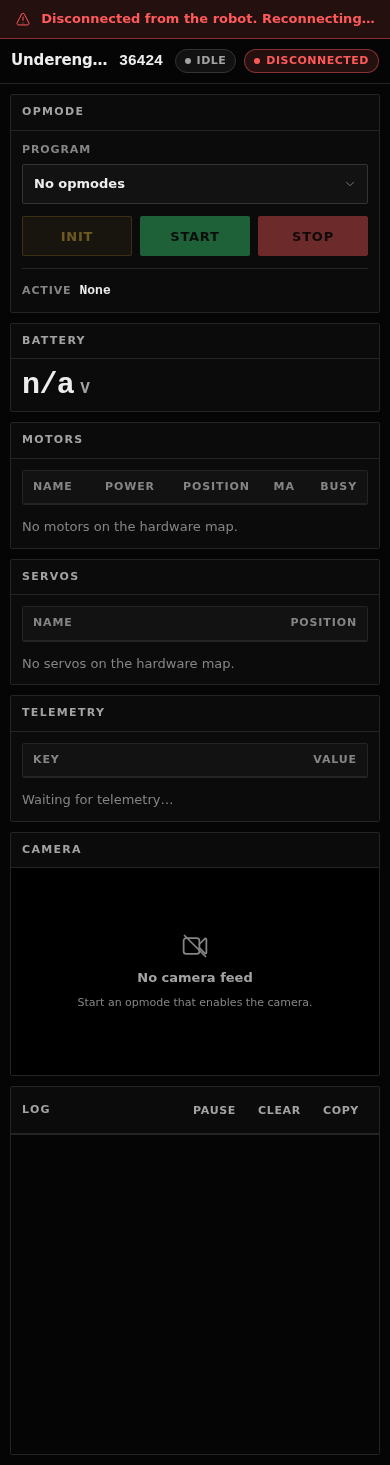 Disconnected from the robot. Reconnecting…
Undereng… 36424 IDLE DISCONNECTED
OPMODE
PROGRAM
No opmodes
INIT START STOP
ACTIVE None
BATTERY
n/a V
MOTORS
NAME POWER POSITION MA BUSY
No motors on the hardware map.
SERVOS
NAME POSITION
No servos on the hardware map.
TELEMETRY
KEY VALUE
Waiting for telemetry…
CAMERA
No camera feed
Start an opmode that enables the camera.
LOG PAUSE CLEAR COPY